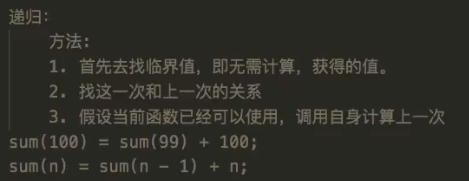 递归：
方法：
1. 首先去找临界值，即无需计算，获得的值。
2. 找这一次和上一次的关系
3. 假设当前函数已经可以使用，调用自身计算上一次
sum(100) = sum(99) + 100;
sum(n) = sum(n - 1) + n;